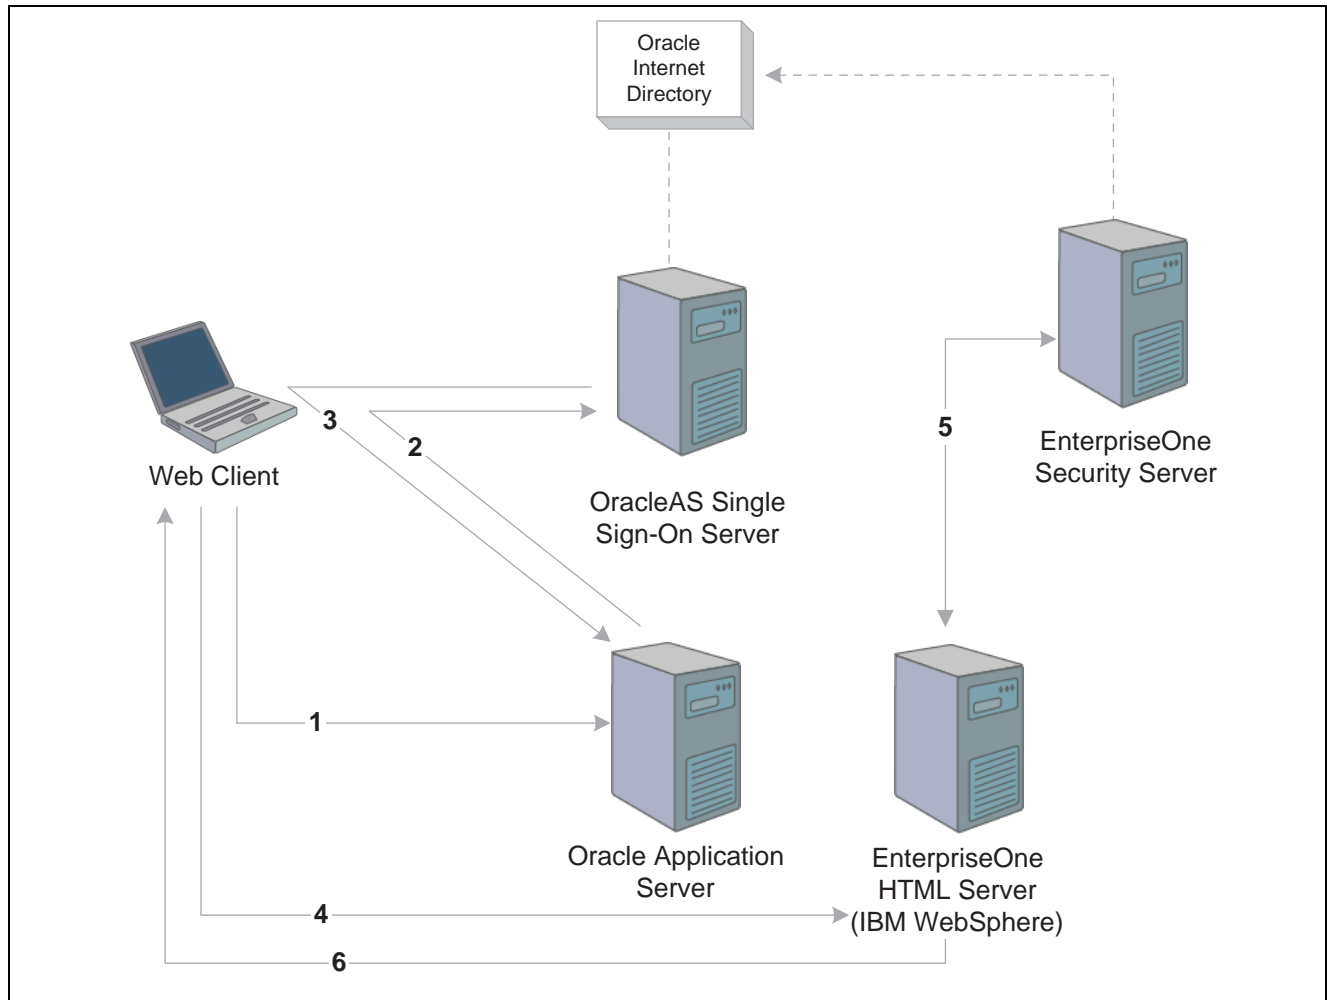 Oracle
Internet
Directory
3
2
5
Web Client
EnterpriseOne
Security Server
OracleAS Single
Sign-On Server
1
Oracle Application
Server
EnterpriseOne
HTML Server
(IBM WebSphere)
4
6